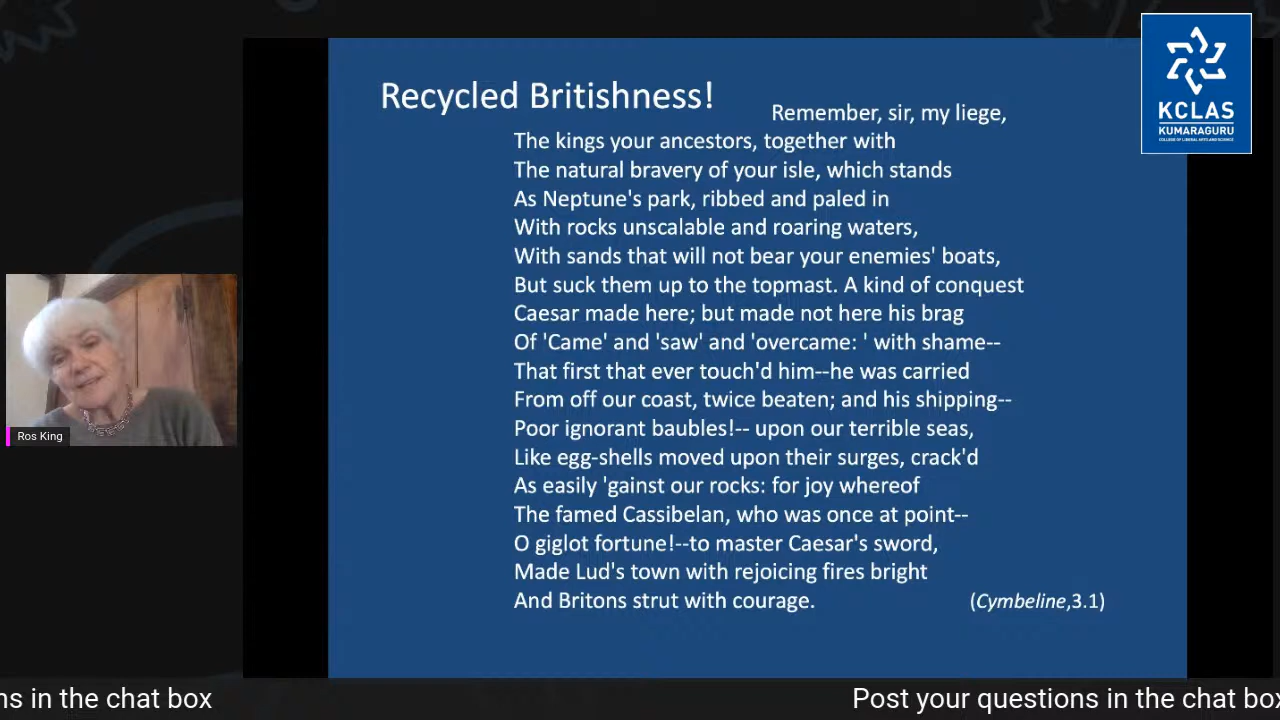 Recycled Britishness!
Remember, sir, my liege,
The kings your ancestors, together with
The natural bravery of your isle, which stands
As Neptune's park, ribbed and paled in
With rocks unscalable and roaring waters,
With sands that will not bear your enemies' boats,
But suck them up to the topmast. A kind of conquest
Caesar made here; but made not here his brag
Of 'Came' and 'saw' and 'overcame: ' with shame--
That first that ever touch'd him--he was carried
From off our coast, twice beaten; and his shipping--
Poor ignorant baubles!-- upon our terrible seas,
Like egg-shells moved upon their surges, crack'd
As easily 'gainst our rocks: for joy whereof
The famed Cassibelan, who was once at point--
O giglot fortune!--to master Caesar's sword,
Made Lud's town with rejoicing fires bright
And Britons strut with courage. (Cymbeline,3.1)
KCLAS
KUMARAGURU
COLLEGE OF LIBERAL ARTS AND SCIENCE
Ros King
ns in the chat box
Post your questions in the chat box